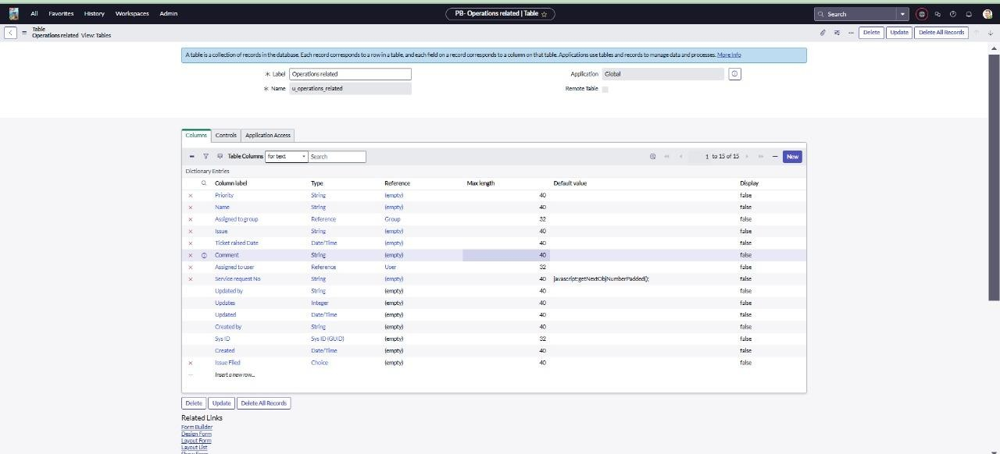 All Favorites History Workspaces Admin PB- Operations related | Table Search
Table
Operations related View: Tables Delete Update Delete All Records
A table is a collection of records in the database. Each record corresponds to a row in a table, and each field on a record corresponds to a column on that table. Applications use tables and records to manage data and processes. More Info
Label Operations related Application Global
Name u_operations_related Remote Table
Columns Controls Application Access
Table Columns for text Search 1 to 15 of 15 New
Dictionary Entries
Column label Type Reference Max length Default value Display
Priority String (empty) 40 false
Name String (empty) 40 false
Assigned to group Reference Group 32 false
Issue String (empty) 40 false
Ticket raised Date Date/Time (empty) 40 false
Comment String (empty) 40 false
Assigned to user Reference User 32 false
Service request No String (empty) 40 javascript:getNextObjNumberPadded(); false
Updated by String (empty) 40 false
Updates Integer (empty) 40 false
Updated Date/Time (empty) 40 false
Created by String (empty) 40 false
Sys ID Sys ID (GUID) (empty) 32 false
Created Date/Time (empty) 40 false
Issue Filed Choice (empty) 40 false
Insert a new row...
Delete Update Delete All Records
Related Links
Form Builder
Design Form
Layout Form
Layout List